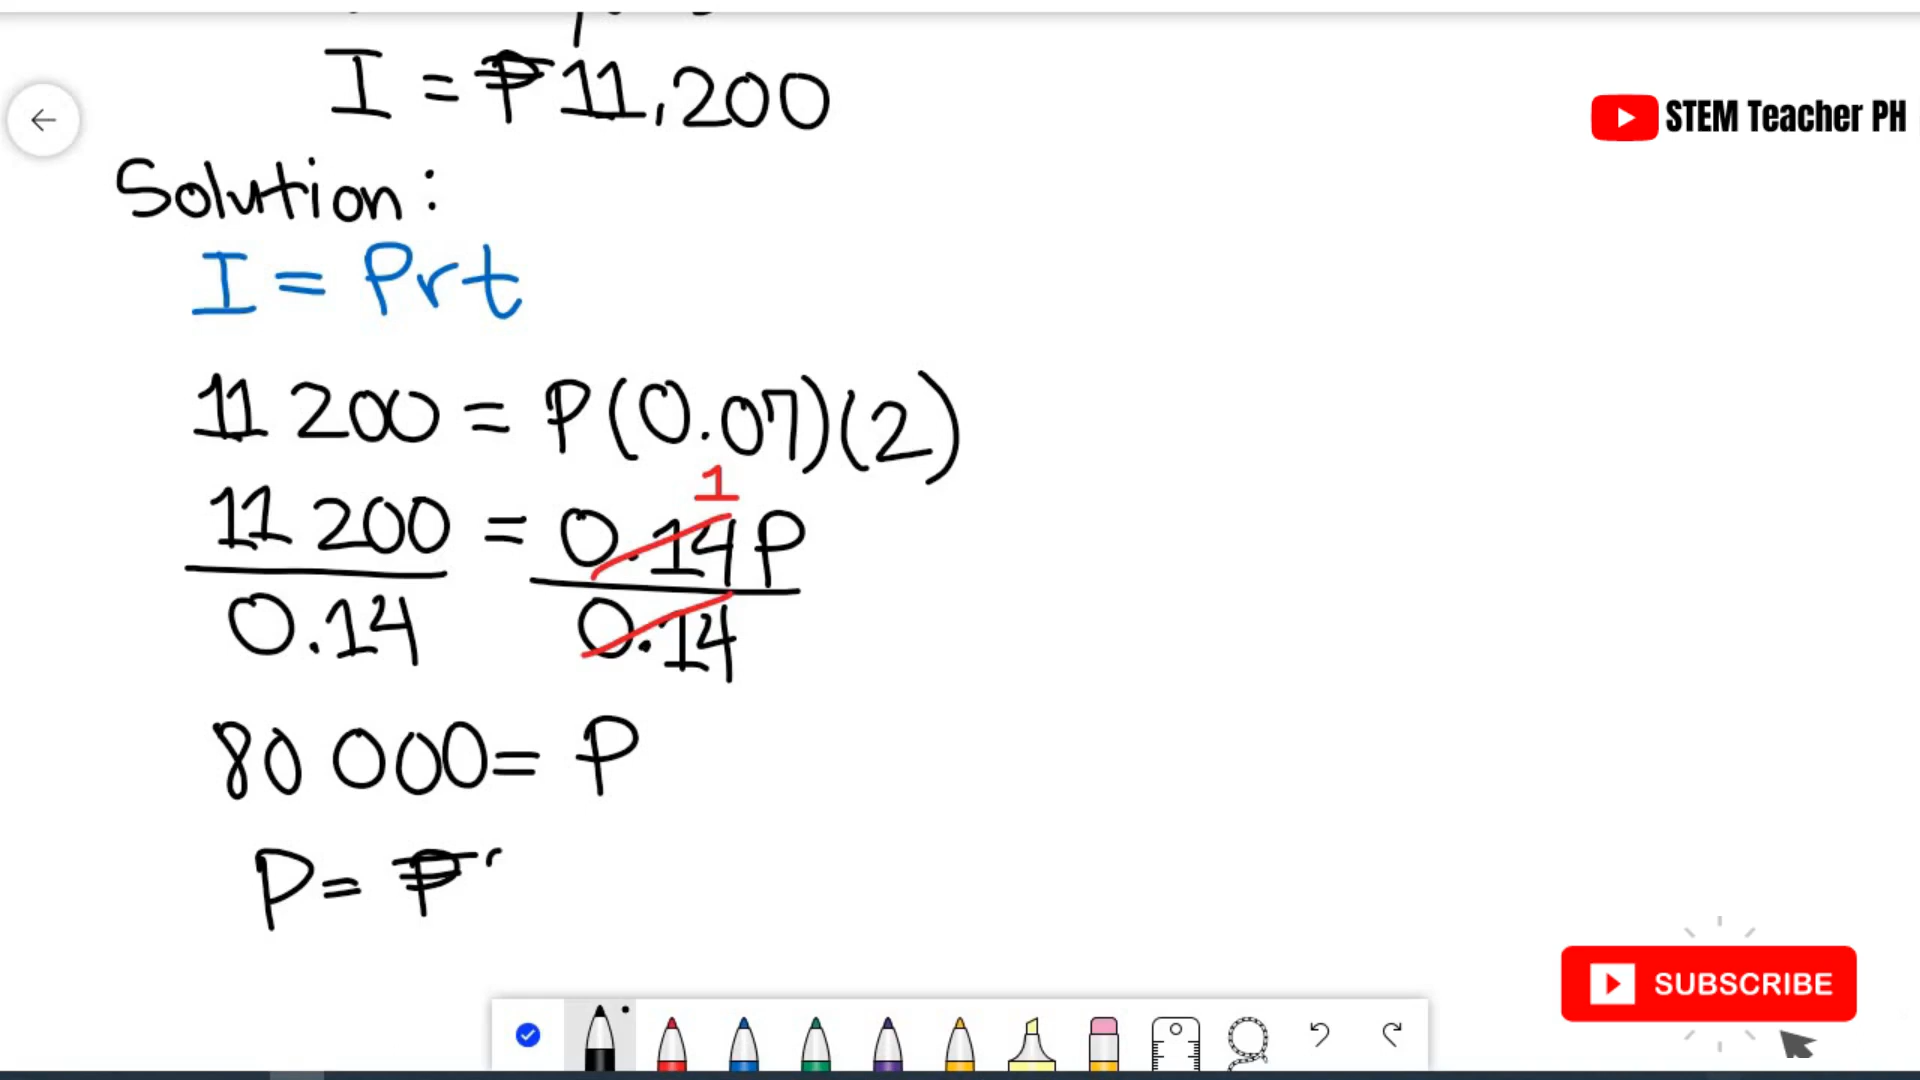 I = ₱11,200
STEM Teacher PH
Solution:
I = Prt
11 200 = P(0.07)(2)
1
11 200 = 0.14P
0.14 0.14
80 000 = P
P = ₱
SUBSCRIBE